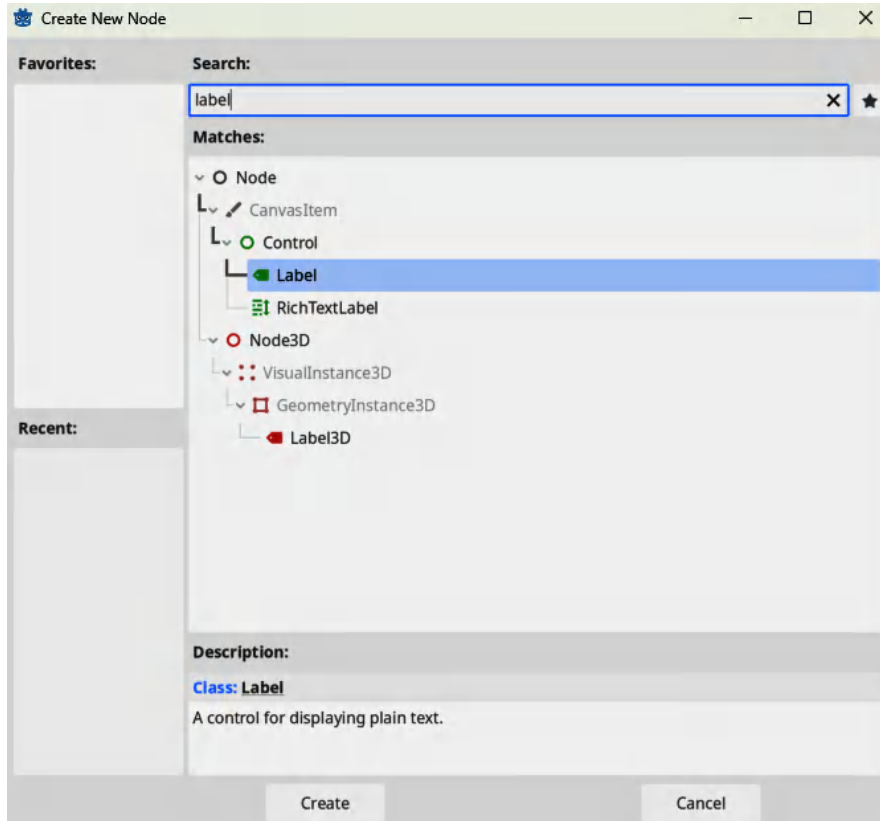 Create New Node
Favorites:
Search:
label
Matches:
Node
CanvasItem
Control
Label
RichTextLabel
Node3D
VisualInstance3D
GeometryInstance3D
Label3D
Recent:
Description:
Class: Label
A control for displaying plain text.
Create
Cancel